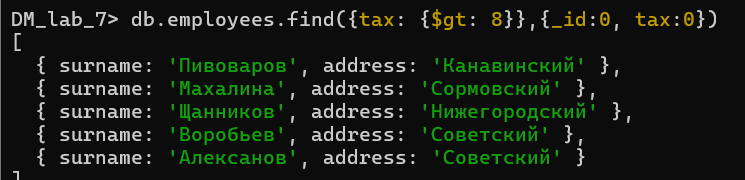 DM_lab_7> db.employees.find({tax: {$gt: 8}},{_id:0, tax:0})
[
  { surname: 'Пивоваров', address: 'Канавинский' },
  { surname: 'Махалина', address: 'Сормовский' },
  { surname: 'Щанников', address: 'Нижегородский' },
  { surname: 'Воробьев', address: 'Советский' },
  { surname: 'Алексанов', address: 'Советский' }
]